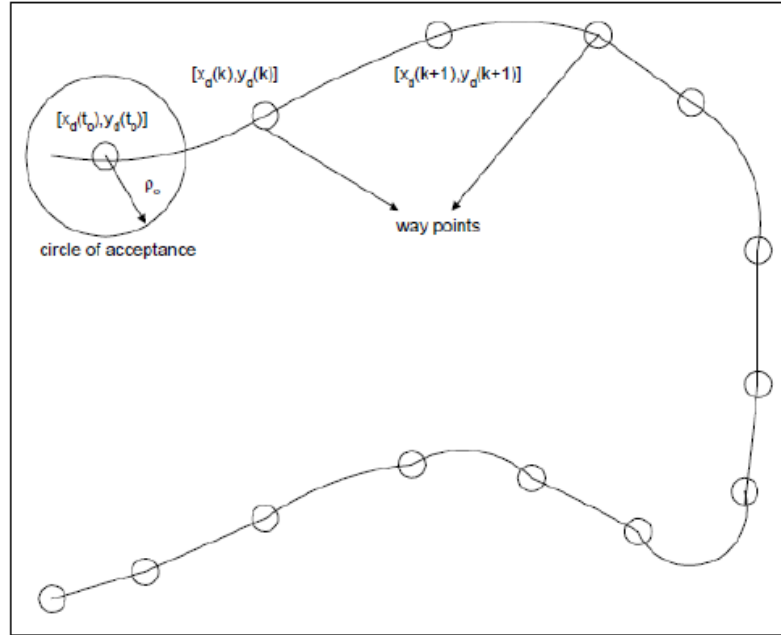 [x_d(k),y_d(k)]
[x_d(k+1),y_d(k+1)]
[x_d(t_o),y_d(t_o)]
ρ_o
circle of acceptance
way points